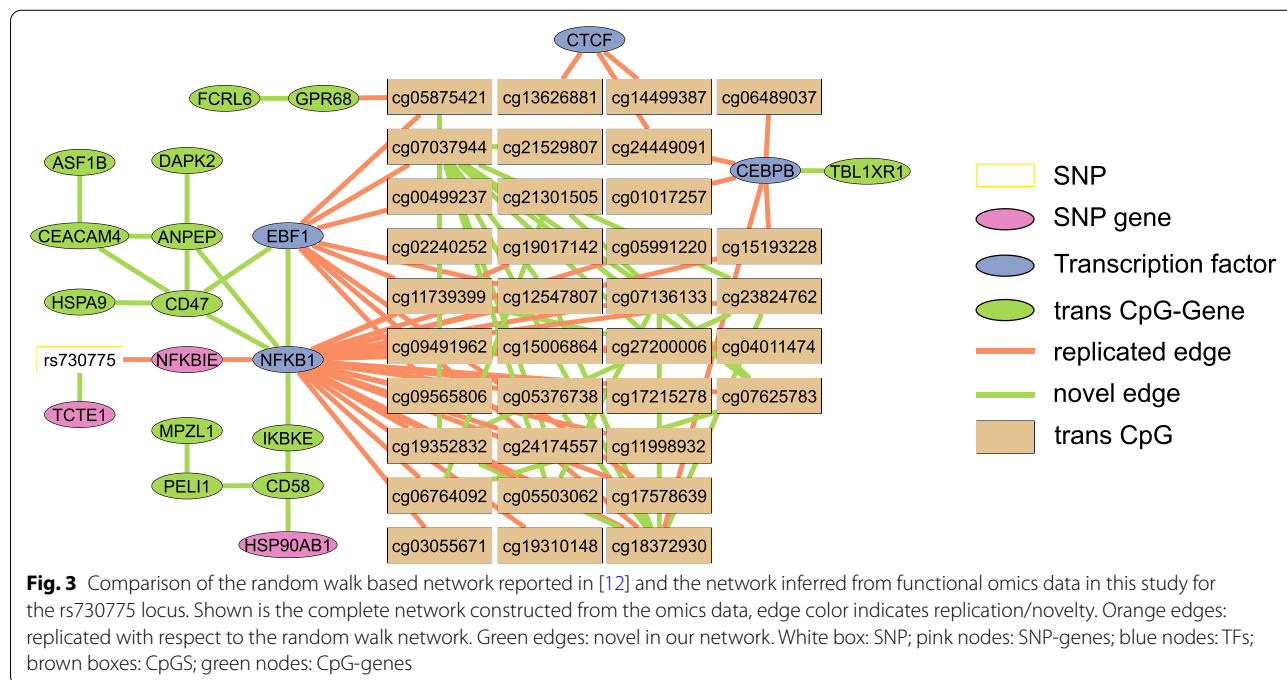 CTCF
FCRL6 GPR68 cg05875421 cg13626881 cg14499387 cg06489037
ASF1B DAPK2 cg07037944 cg21529807 cg24449091 CEBPB TBL1XR1
cg00499237 cg21301505 cg01017257
CEACAM4 ANPEP EBF1 cg02240252 cg19017142 cg05991220 cg15193228
HSPA9 CD47 cg11739399 cg12547807 cg07136133 cg23824762
rs730775 NFKBIE NFKB1 cg09491962 cg15006864 cg27200006 cg04011474
TCTE1 cg09565806 cg05376738 cg17215278 cg07625783
MPZL1 IKBKE cg19352832 cg24174557 cg11998932
PELI1 CD58 cg06764092 cg05503062 cg17578639
HSP90AB1 cg03055671 cg19310148 cg18372930
SNP
SNP gene
Transcription factor
trans CpG-Gene
replicated edge
novel edge
trans CpG
Fig. 3 Comparison of the random walk based network reported in [12] and the network inferred from functional omics data in this study for
the rs730775 locus. Shown is the complete network constructed from the omics data, edge color indicates replication/novelty. Orange edges:
replicated with respect to the random walk network. Green edges: novel in our network. White box: SNP; pink nodes: SNP-genes; blue nodes: TFs;
brown boxes: CpGS; green nodes: CpG-genes